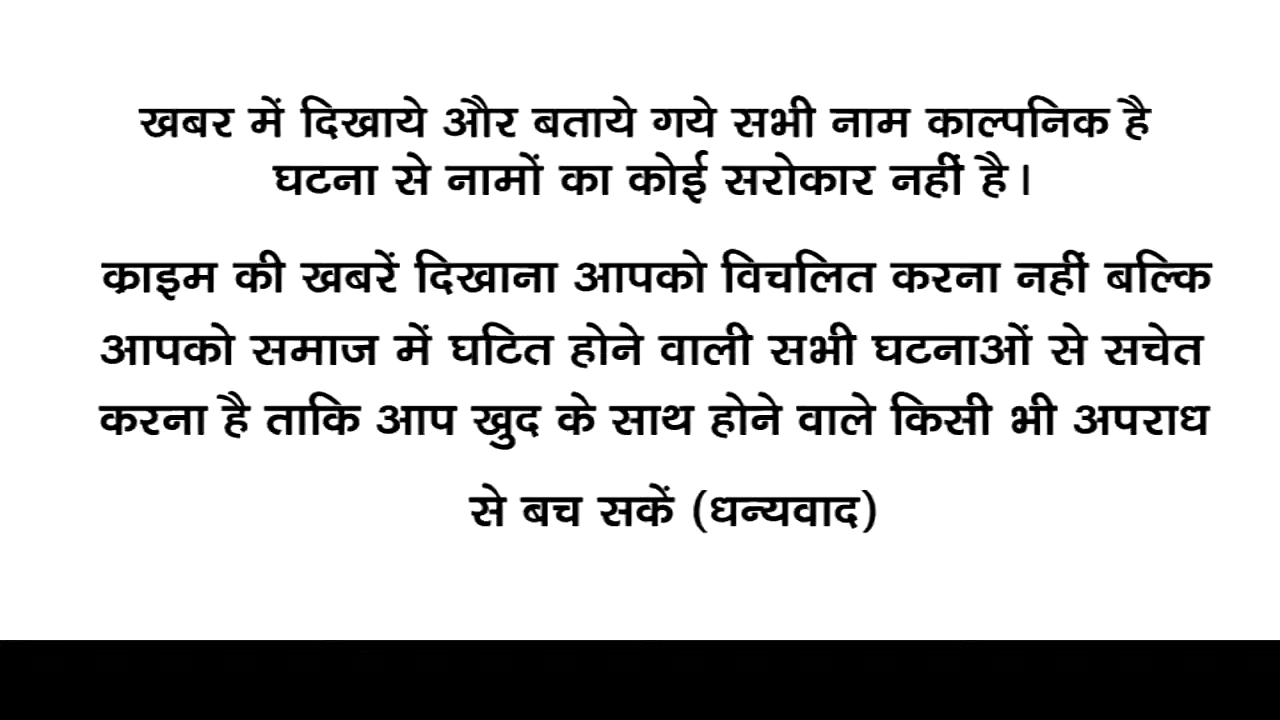 खबर में दिखाये और बताये गये सभी नाम काल्पनिक है
घटना से नामों का कोई सरोकार नहीं है।
क्राइम की खबरें दिखाना आपको विचलित करना नहीं बल्कि
आपको समाज में घटित होने वाली सभी घटनाओं से सचेत
करना है ताकि आप खुद के साथ होने वाले किसी भी अपराध
से बच सकें (धन्यवाद)